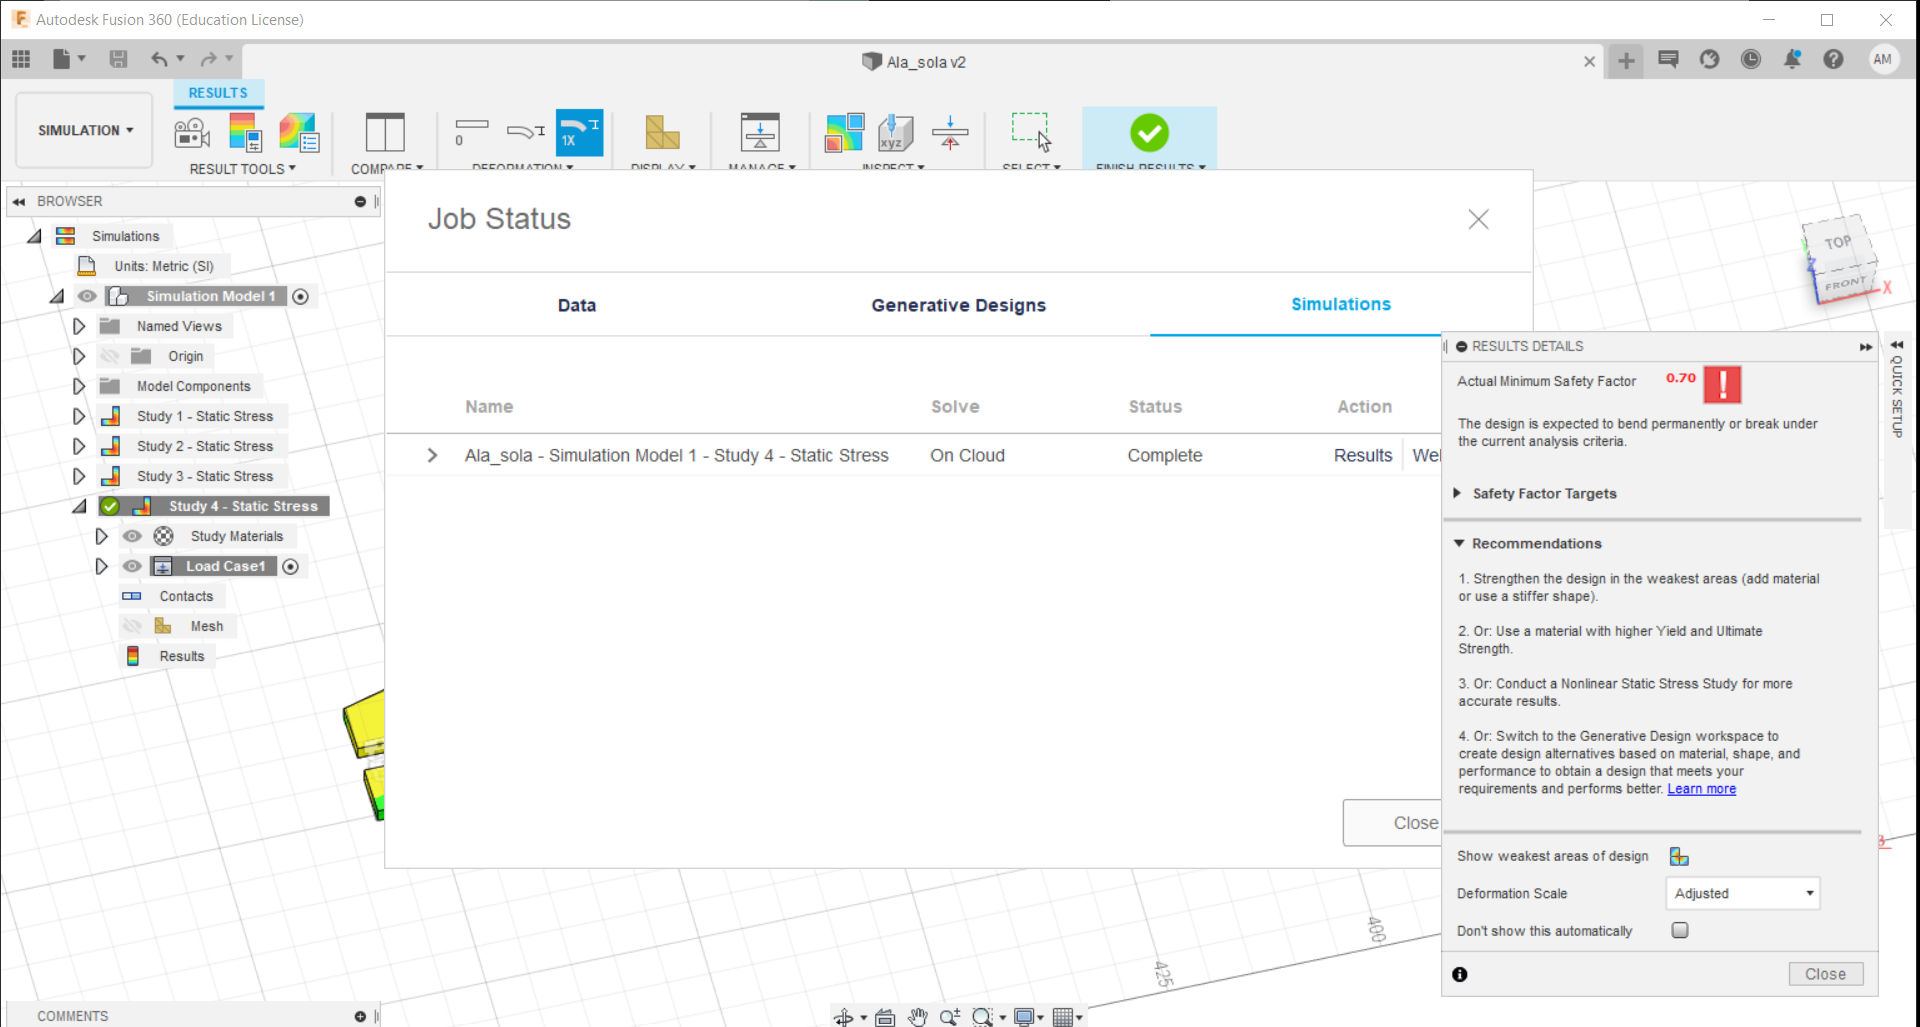 Autodesk Fusion 360 (Education License)
Ala_sola v2
AM
RESULTS
SIMULATION
RESULT TOOLS
COMPARE
0
1X
DEFORMATION
DISPLAY
MANAGE
xyz
INSPECT
SELECT
FINISH RESULTS
BROWSER
Simulations
Units: Metric (SI)
Simulation Model 1
Named Views
Origin
Model Components
Study 1 - Static Stress
Study 2 - Static Stress
Study 3 - Static Stress
Study 4 - Static Stress
Study Materials
Load Case1
Contacts
Mesh
Results
COMMENTS
Job Status
Data
Generative Designs
Simulations
Name
Solve
Status
Action
Ala_sola - Simulation Model 1 - Study 4 - Static Stress
On Cloud
Complete
Results
Close
TOP
FRONT
X
Z
QUICK SETUP
RESULTS DETAILS
Actual Minimum Safety Factor
0.70
The design is expected to bend permanently or break under
the current analysis criteria.
Safety Factor Targets
Recommendations
1. Strengthen the design in the weakest areas (add material
or use a stiffer shape).
2. Or: Use a material with higher Yield and Ultimate
Strength.
3. Or: Conduct a Nonlinear Static Stress Study for more
accurate results.
4. Or: Switch to the Generative Design workspace to
create design alternatives based on material, shape, and
performance to obtain a design that meets your
requirements and performs better. Learn more
Show weakest areas of design
Deformation Scale
Adjusted
Don't show this automatically
Close
400
425